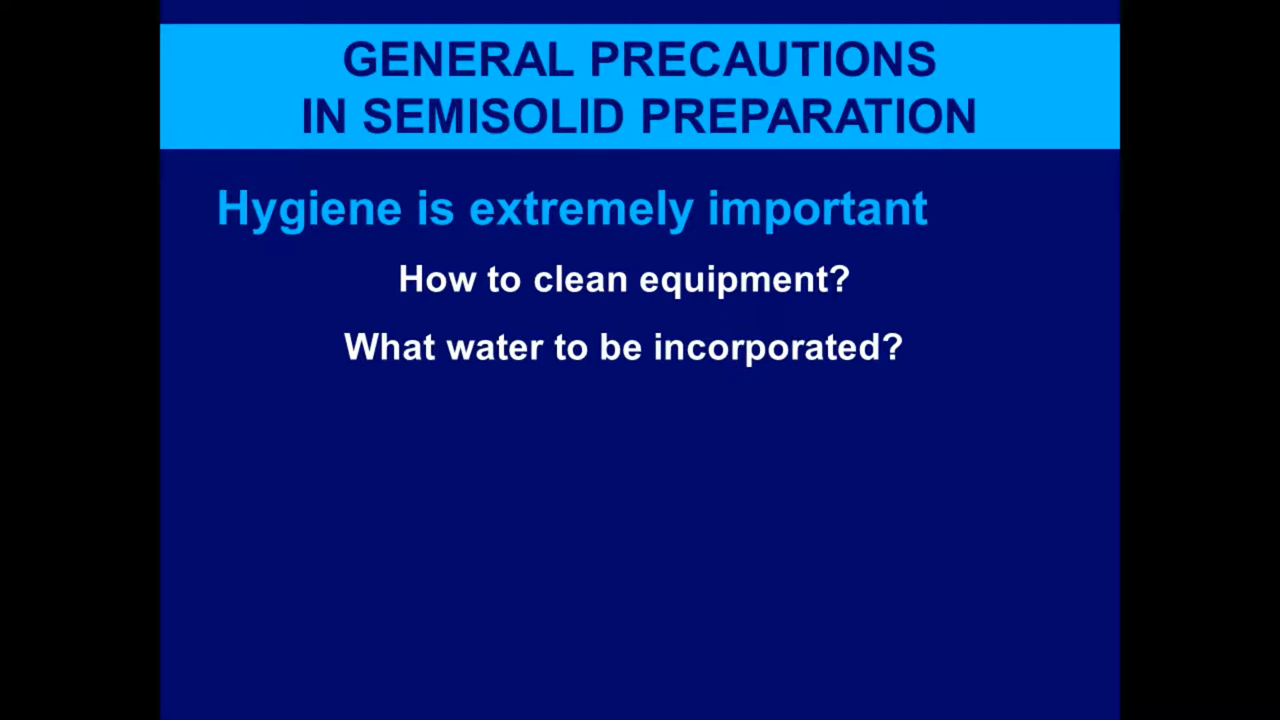 GENERAL PRECAUTIONS
IN SEMISOLID PREPARATION
Hygiene is extremely important
How to clean equipment?
What water to be incorporated?